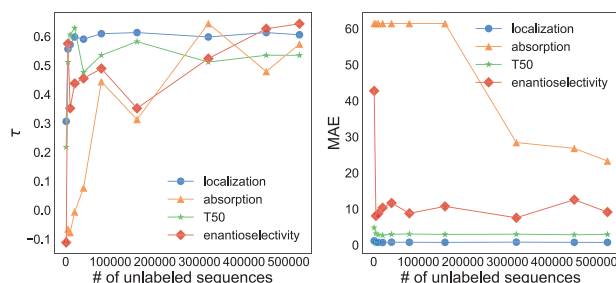 0.6
0.5
0.4
0.3
0.2
0.1
0.0
−0.1
τ
localization
absorption
T50
enantioselectivity
0 100000 200000 300000 400000 500000
# of unlabeled sequences
60
50
40
30
20
10
0
MAE
localization
absorption
T50
enantioselectivity
0 100000 200000 300000 400000 500000
# of unlabeled sequences